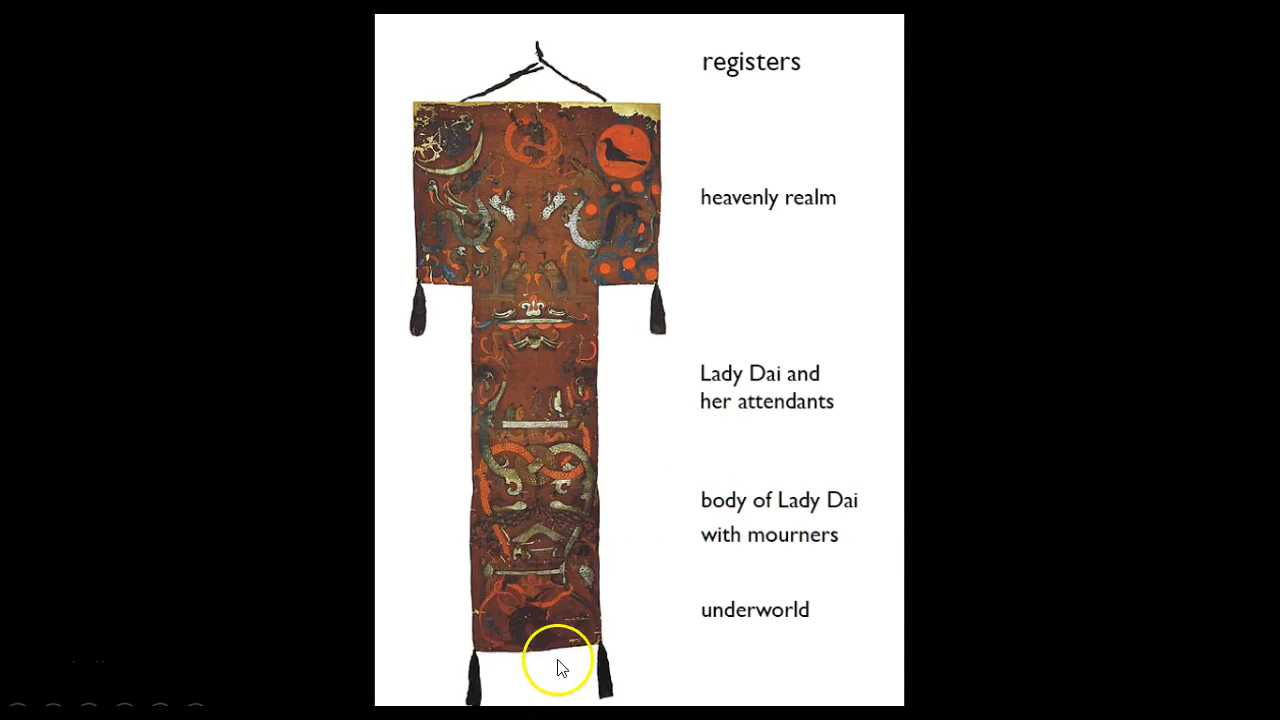 registers
heavenly realm
Lady Dai and
her attendants
body of Lady Dai
with mourners
underworld